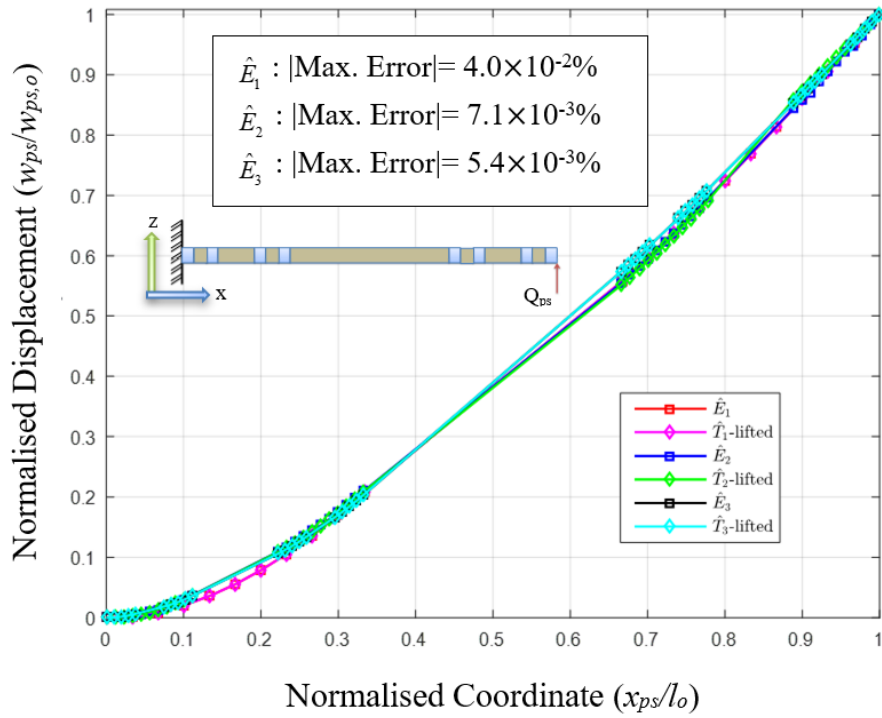 Ê₁ : |Max. Error|= 4.0×10⁻²%
Ê₂ : |Max. Error|= 7.1×10⁻³%
Ê₃ : |Max. Error|= 5.4×10⁻³%
z
x
Qₚₛ
Ê₁
T̂₁-lifted
Ê₂
T̂₂-lifted
Ê₃
T̂₃-lifted
Normalised Displacement (wₚₛ/wₚₛ,ₒ)
1
0.9
0.8
0.7
0.6
0.5
0.4
0.3
0.2
0.1
0
0 0.1 0.2 0.3 0.4 0.5 0.6 0.7 0.8 0.9 1
Normalised Coordinate (xₚₛ/lₒ)